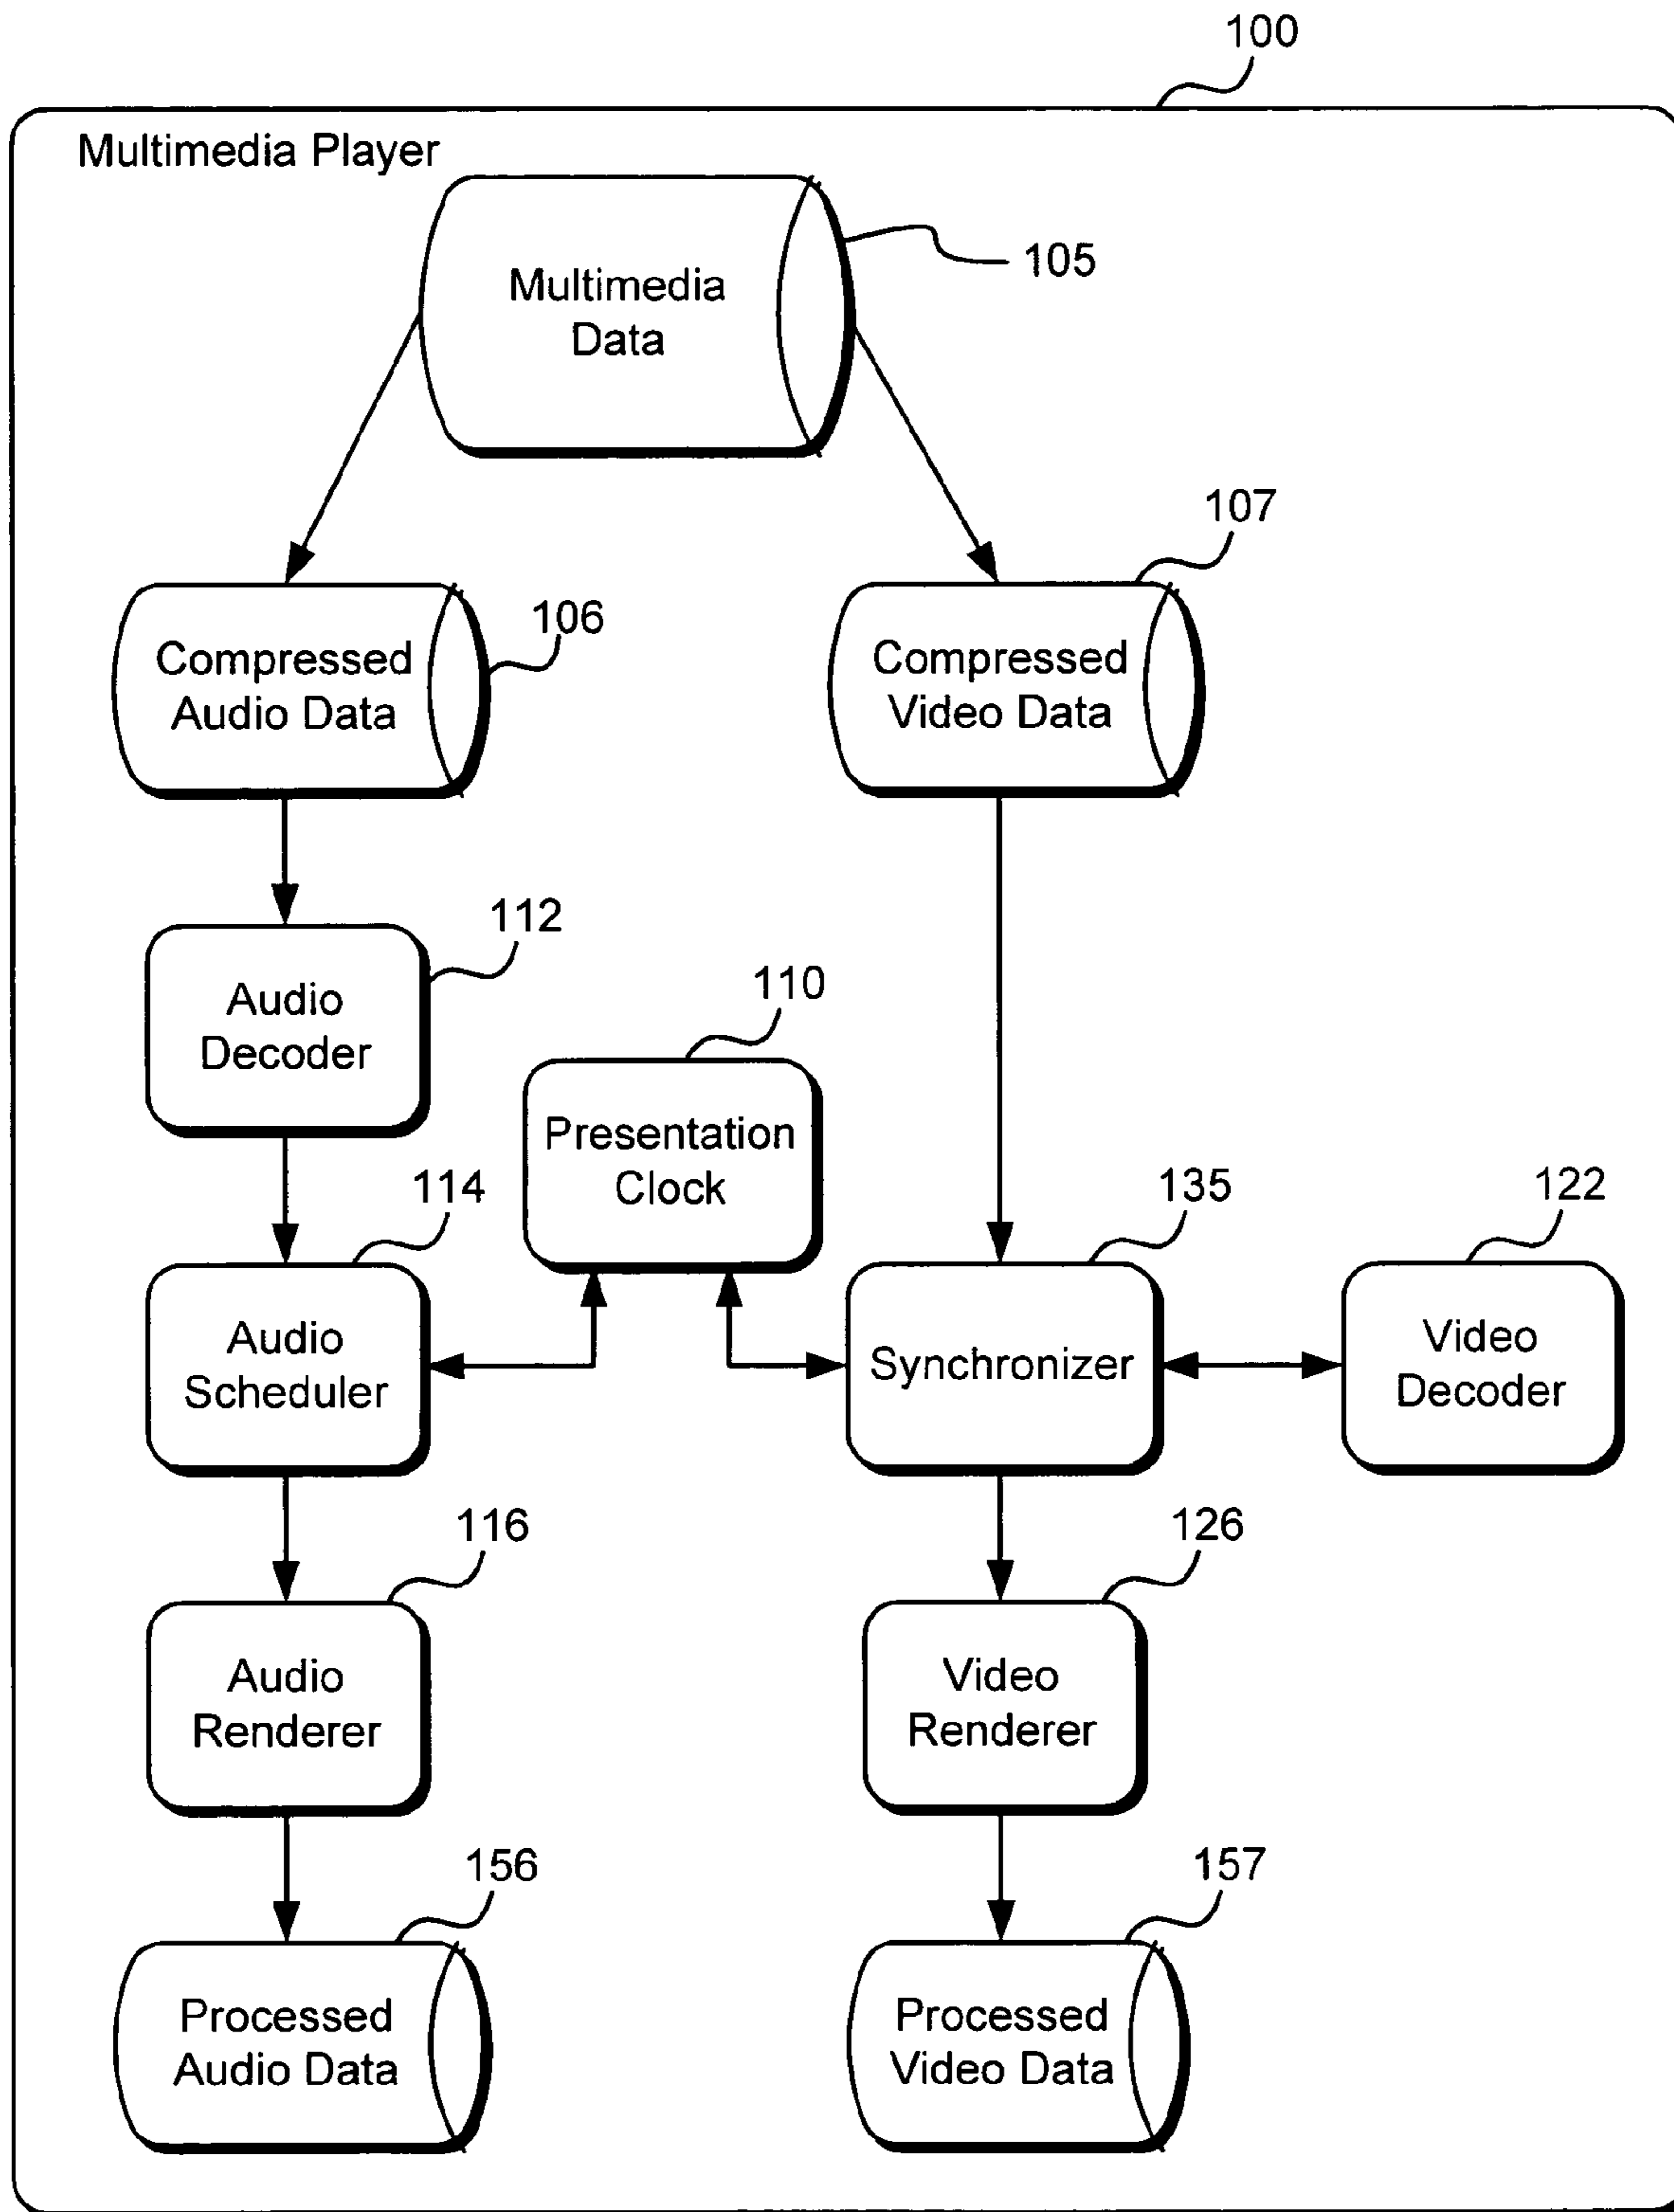 100
Multimedia Player
Multimedia
Data
105
107
106
Compressed
Audio Data
Compressed
Video Data
112
Audio
Decoder
110
Presentation
Clock
114
135
122
Audio
Scheduler
Synchronizer
Video
Decoder
116
126
Audio
Renderer
Video
Renderer
156
157
Processed
Audio Data
Processed
Video Data